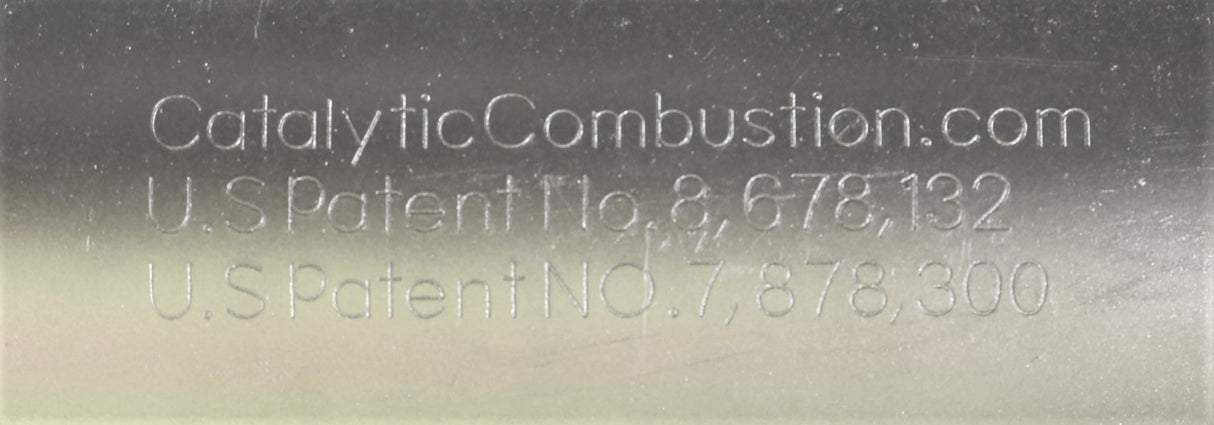 CatalyticCombustion.com
U.S Patent No. 8,678,132
U.S Patent NO. 7,878,300